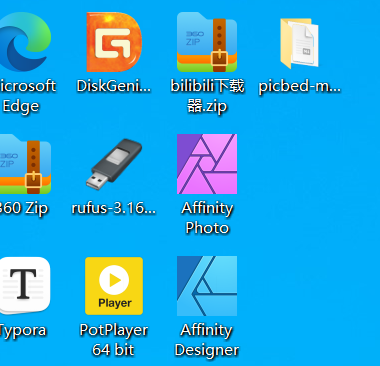 icrosoft
Edge
DiskGeni...
360
ZIP
bilibili下载
器.zip
picbed-m...
360
ZIP
360 Zip
rufus-3.16...
Affinity
Photo
T
Typora
Player
PotPlayer
64 bit
Affinity
Designer